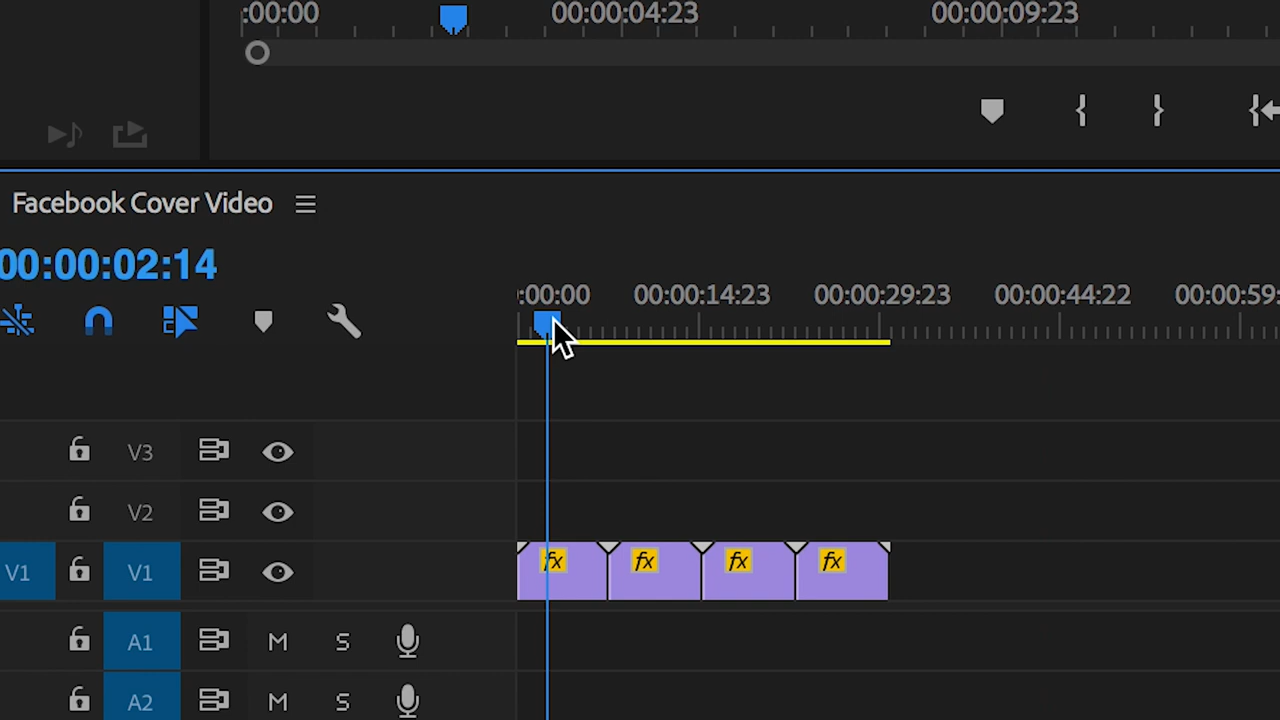 :00:00 00:00:04:23 00:00:09:23
Facebook Cover Video
00:00:02:14
:00:00 00:00:14:23 00:00:29:23 00:00:44:22 00:00:59:
V3
V2
V1 V1 fx fx fx fx
A1 M S
A2 M S